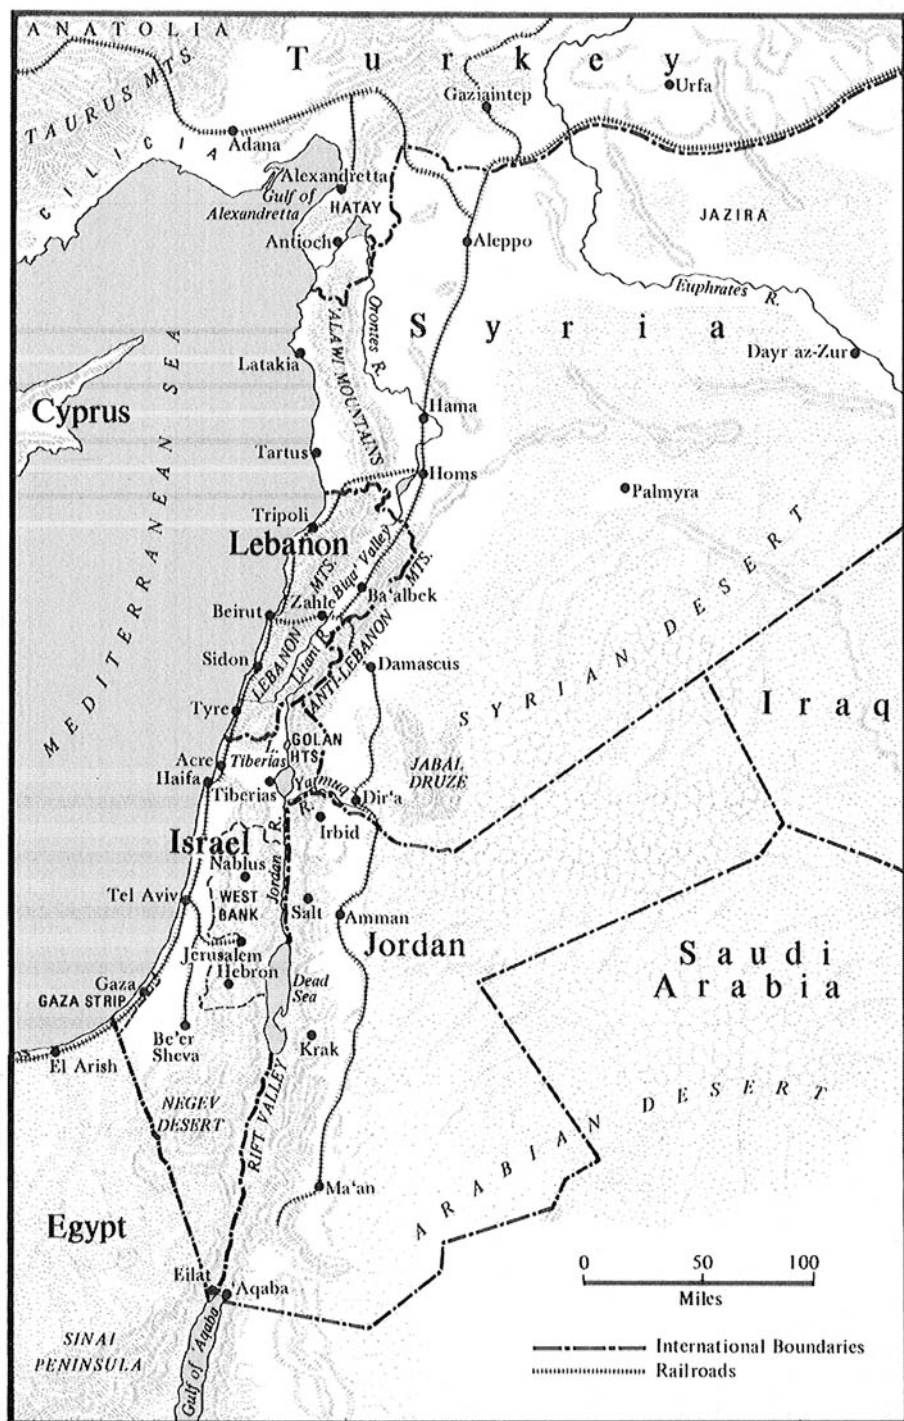 ANATOLIA
Turkey
TAURUS MTS.
Gaziaintep
Urfa
CILICIA
Adana
Alexandretta
Gulf of
Alexandretta
HATAY
JAZIRA
Antioch
Aleppo
Euphrates R.
Orontes R.
Syria
'ALAWI MOUNTAINS
Latakia
Dayr az-Zur
Cyprus
Hama
MEDITERRANEAN SEA
Tartus
Homs
Palmyra
Tripoli
Lebanon
Biqa' Valley
LEBANON MTS.
ANTI-LEBANON MTS.
Beirut
Zahle
Ba'albek
Litani R.
Sidon
Damascus
SYRIAN DESERT
Tyre
Iraq
GOLAN
HTS.
L.
Tiberias
Acre
Haifa
JABAL
DRUZE
Tiberias
Yarmuq R.
Dir'a
Irbid
Israel
Jordan R.
Nablus
Tel Aviv
WEST
BANK
Salt
Amman
Jordan
Saudi
Arabia
Jerusalem
Hebron
Dead
Sea
Gaza
GAZA STRIP
Be'er
Sheva
Krak
El Arish
RIFT VALLEY
NEGEV
DESERT
ARABIAN DESERT
Ma'an
Egypt
Eilat
'Aqaba
0 50 100
Miles
Gulf of 'Aqaba
SINAI
PENINSULA
International Boundaries
Railroads